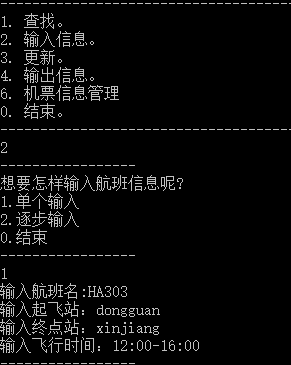 ----------------------------------
1. 查找。
2. 输入信息。
3. 更新。
4. 输出信息。
6. 机票信息管理
0. 结束。
----------------------------------
2
----------------
想要怎样输入航班信息呢?
1.单个输入
2.逐步输入
0.结束
----------------
1
输入航班名:HA303
输入起飞站：dongguan
输入终点站：xinjiang
输入飞行时间：12:00-16:00
----------------